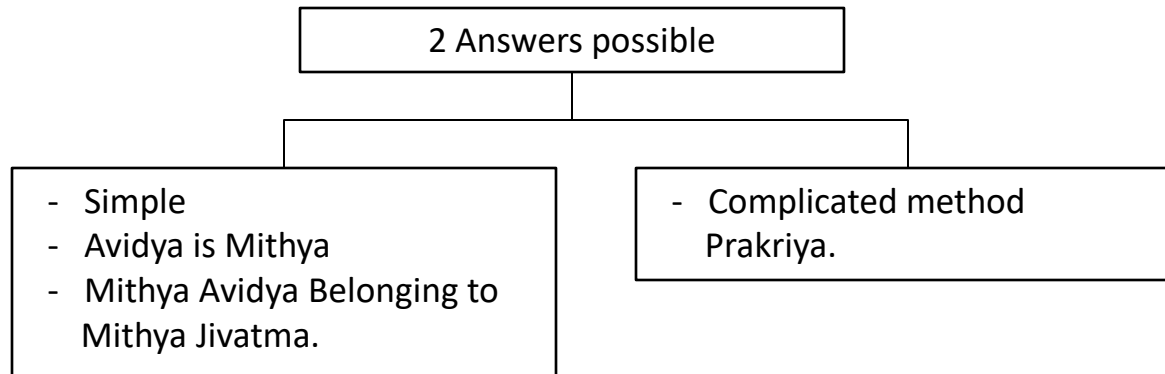 2 Answers possible
- Simple
- Avidya is Mithya
- Mithya Avidya Belonging to
Mithya Jivatma.
- Complicated method
Prakriya.